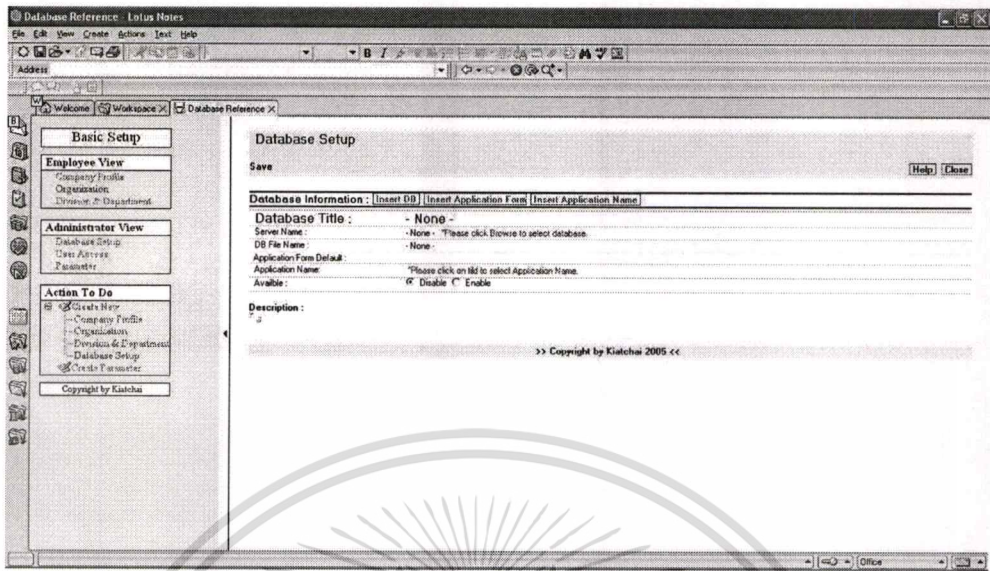 Database Reference - Lotus Notes
File Edit View Create Actions Text Help
B I
Address
Welcome Workspace Database Reference
Basic Setup
Employee View
Company Profile
Organization
Division & Department
Administrator View
Database Setup
User Access
Parameter
Action To Do
Create New
Company Profile
Organization
Division & Department
Database Setup
Create Parameter
Copyright by Kiatchai
Database Setup
Save
Help Close
Database Information : Insert DB Insert Application Form Insert Application Name
Database Title : - None -
Server Name : - None - *Please click Browse to select database.
DB File Name : - None -
Application Form Default :
Application Name: *Please click on fild to select Application Name.
Availble : Disable Enable
Description :
>> Copyright by Kiatchai 2005 <<
Office